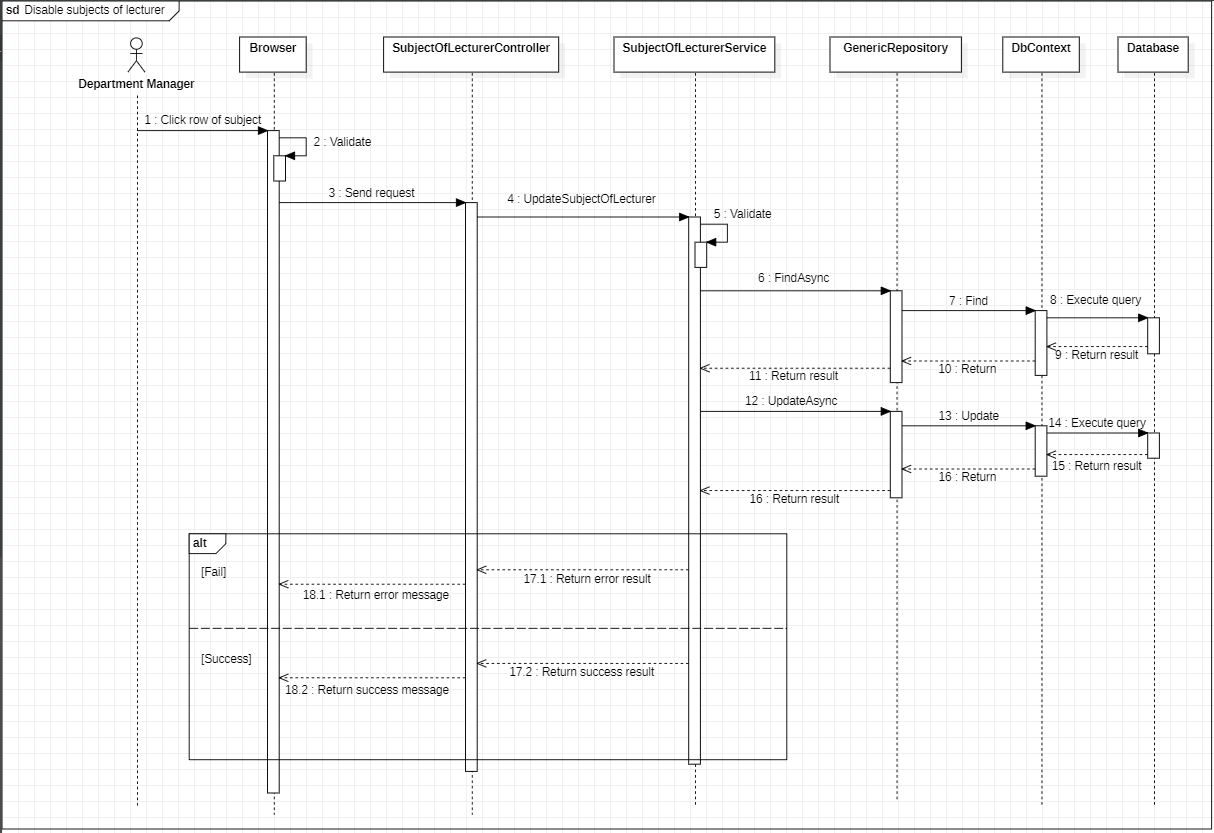 sd Disable subjects of lecturer
Browser
SubjectOfLecturerController
SubjectOfLecturerService
GenericRepository
DbContext
Database
Department Manager
1 : Click row of subject
2 : Validate
3 : Send request
4 : UpdateSubjectOfLecturer
5 : Validate
6 : FindAsync
7 : Find
8 : Execute query
9 : Return result
10 : Return
11 : Return result
12 : UpdateAsync
13 : Update
14 : Execute query
15 : Return result
16 : Return
16 : Return result
alt
[Fail]
17.1 : Return error result
18.1 : Return error message
[Success]
17.2 : Return success result
18.2 : Return success message